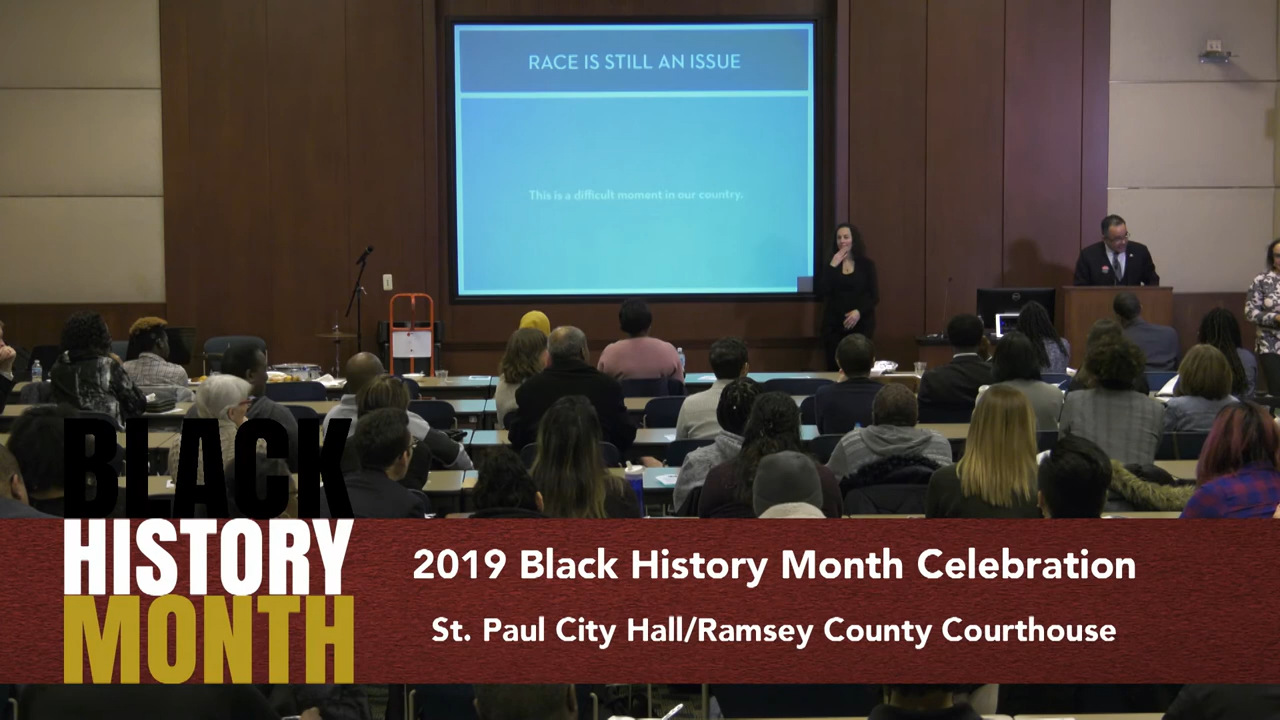 RACE IS STILL AN ISSUE
This is a difficult moment in our country.
BLACK
HISTORY
MONTH
2019 Black History Month Celebration
St. Paul City Hall/Ramsey County Courthouse